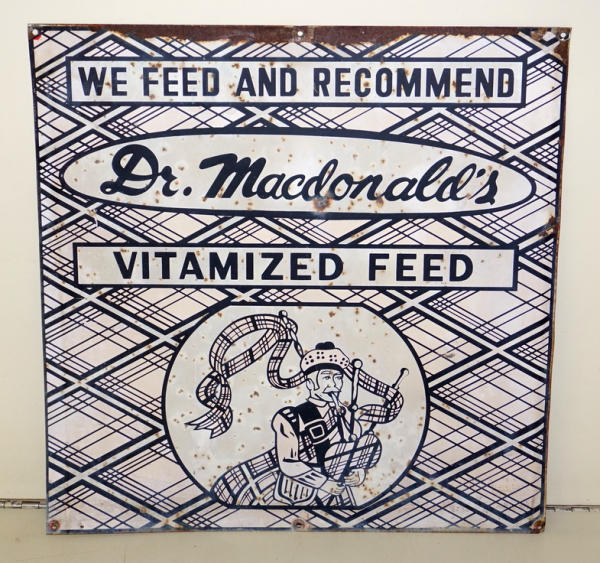 WE FEED AND RECOMMEND
Dr. Macdonald's
VITAMIZED FEED